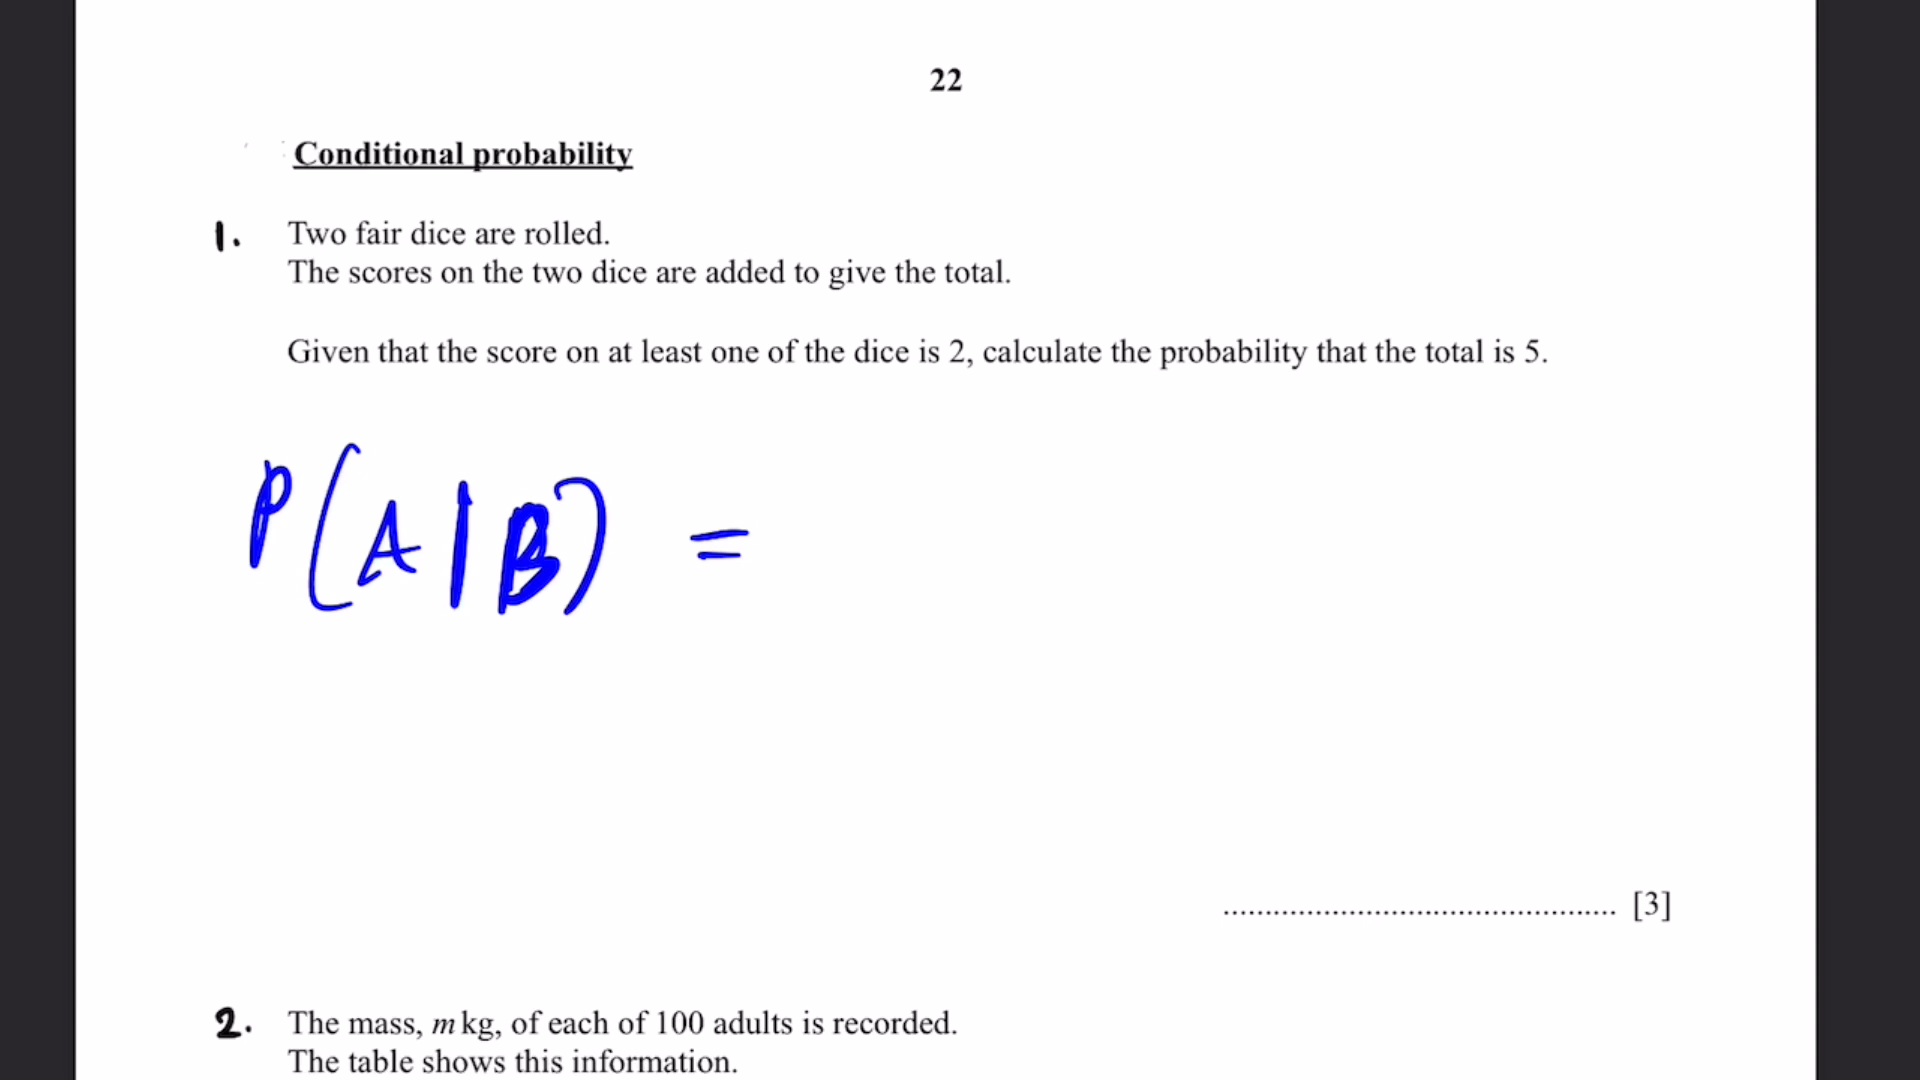 22
Conditional probability
1. Two fair dice are rolled.
The scores on the two dice are added to give the total.
Given that the score on at least one of the dice is 2, calculate the probability that the total is 5.
P(A|B) =
............................................... [3]
2. The mass, m kg, of each of 100 adults is recorded.
The table shows this information.